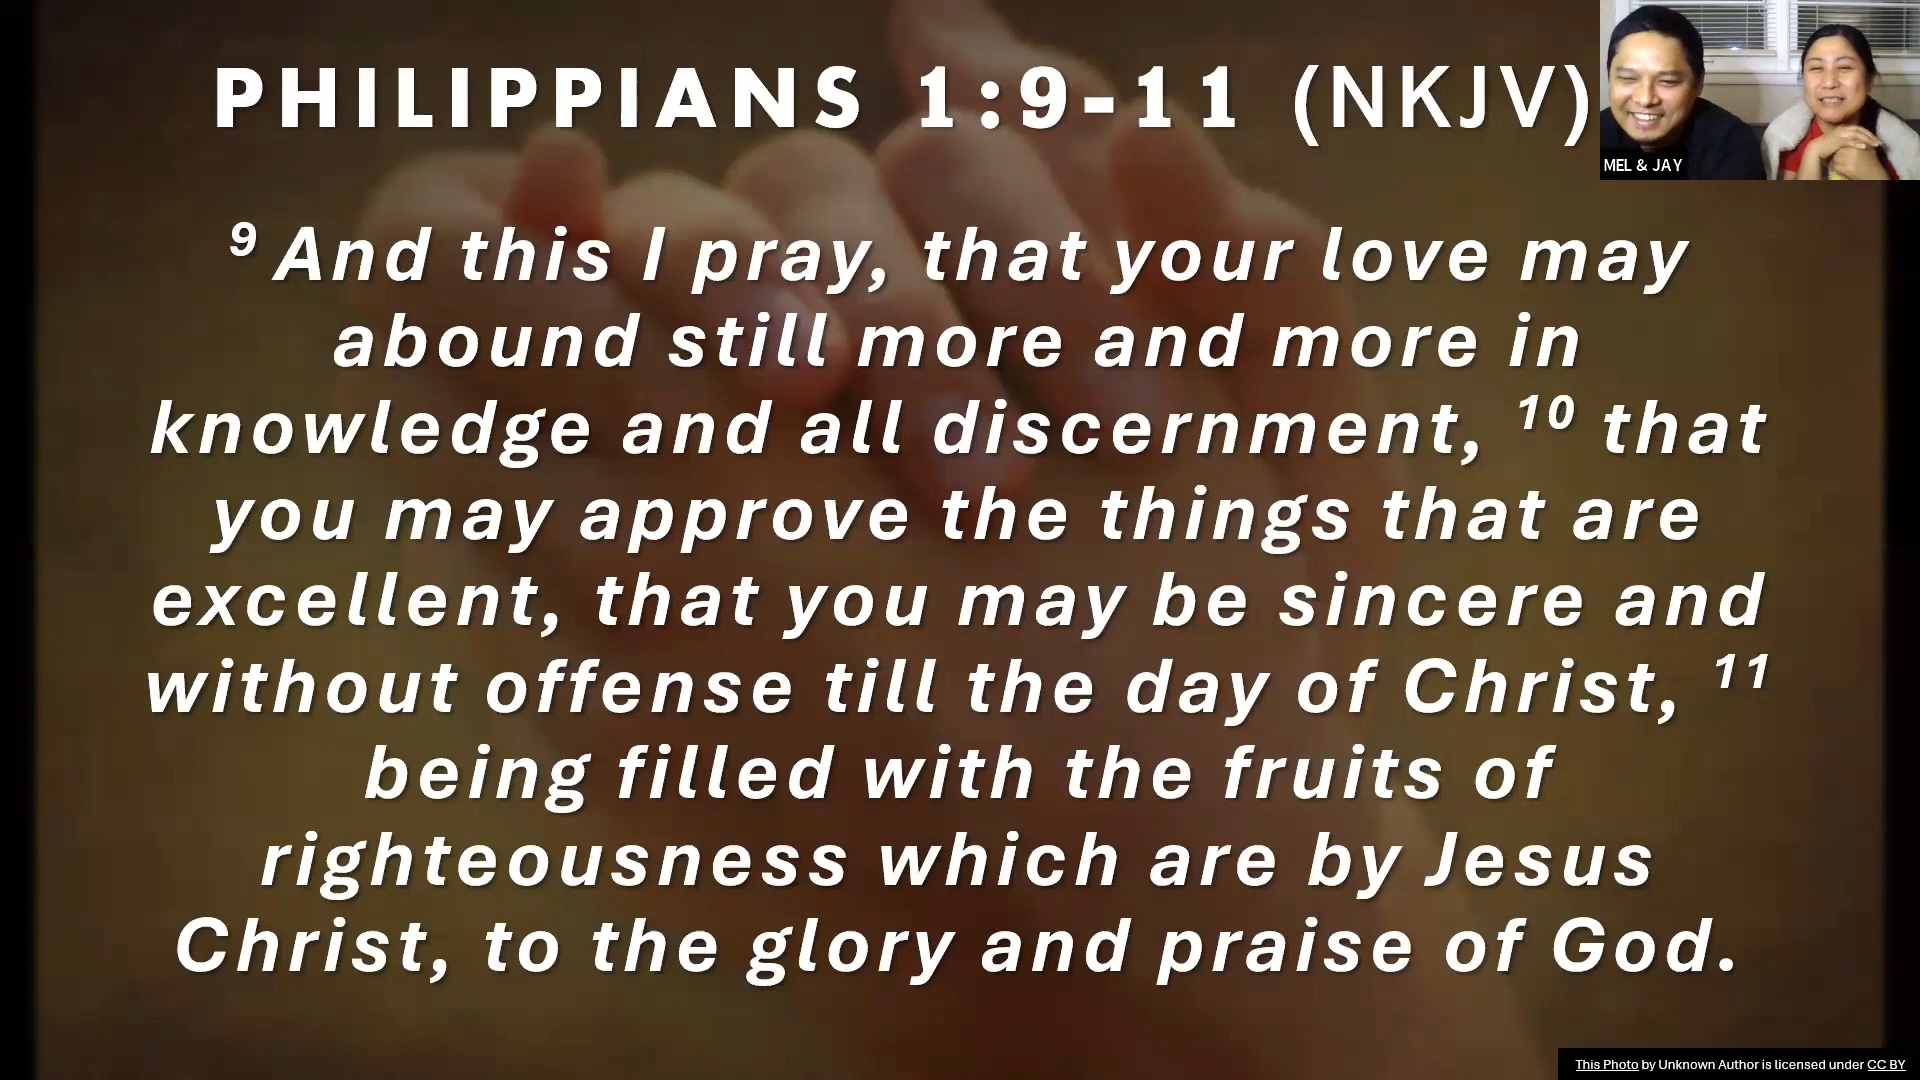 PHILIPPIANS 1:9-11 (NKJV)
MEL & JAY
9 And this I pray, that your love may
abound still more and more in
knowledge and all discernment, 10 that
you may approve the things that are
excellent, that you may be sincere and
without offense till the day of Christ, 11
being filled with the fruits of
righteousness which are by Jesus
Christ, to the glory and praise of God.
This Photo by Unknown Author is licensed under CC BY